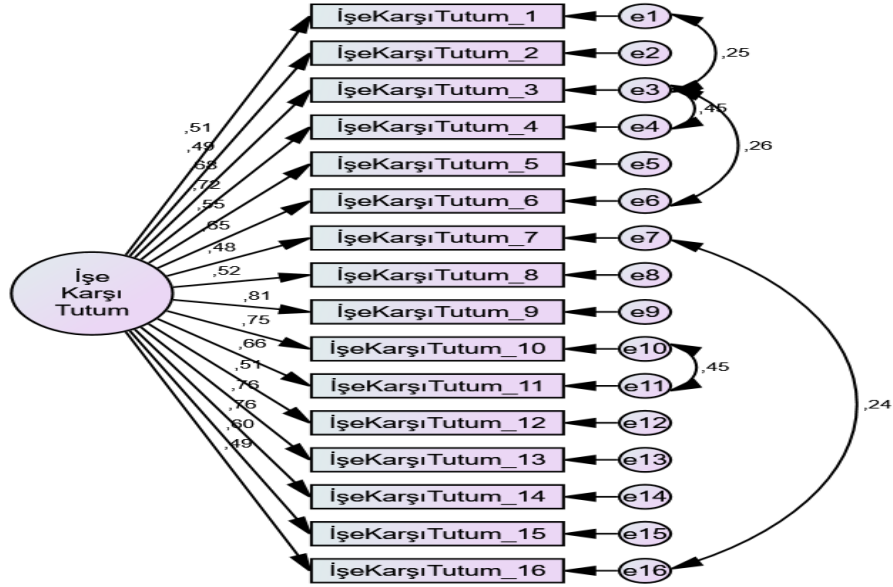 İşeKarşıTutum_1
e1
İşeKarşıTutum_2
e2
,25
İşeKarşıTutum_3
e3
,45
İşeKarşıTutum_4
e4
,51
,26
,49
İşeKarşıTutum_5
e5
,68
,72
İşeKarşıTutum_6
e6
,55
,65
İşeKarşıTutum_7
e7
,48
,52
İşeKarşıTutum_8
e8
İşe
Karşı
Tutum
,81
İşeKarşıTutum_9
e9
,75
İşeKarşıTutum_10
e10
,66
,51
,45
İşeKarşıTutum_11
e11
,76
,76
,24
İşeKarşıTutum_12
e12
,60
,49
İşeKarşıTutum_13
e13
İşeKarşıTutum_14
e14
İşeKarşıTutum_15
e15
İşeKarşıTutum_16
e16